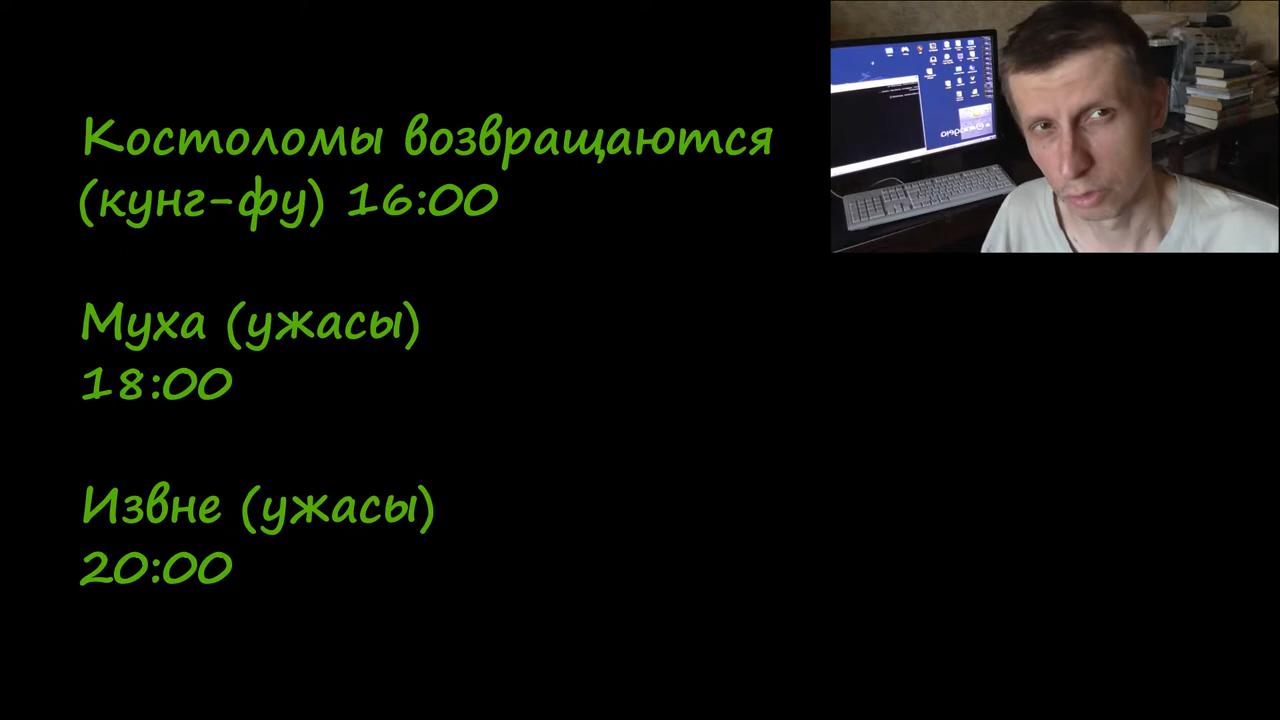 Костоломы возвращаются
(кунг-фу) 16:00
Муха (ужасы)
18:00
Извне (ужасы)
20:00